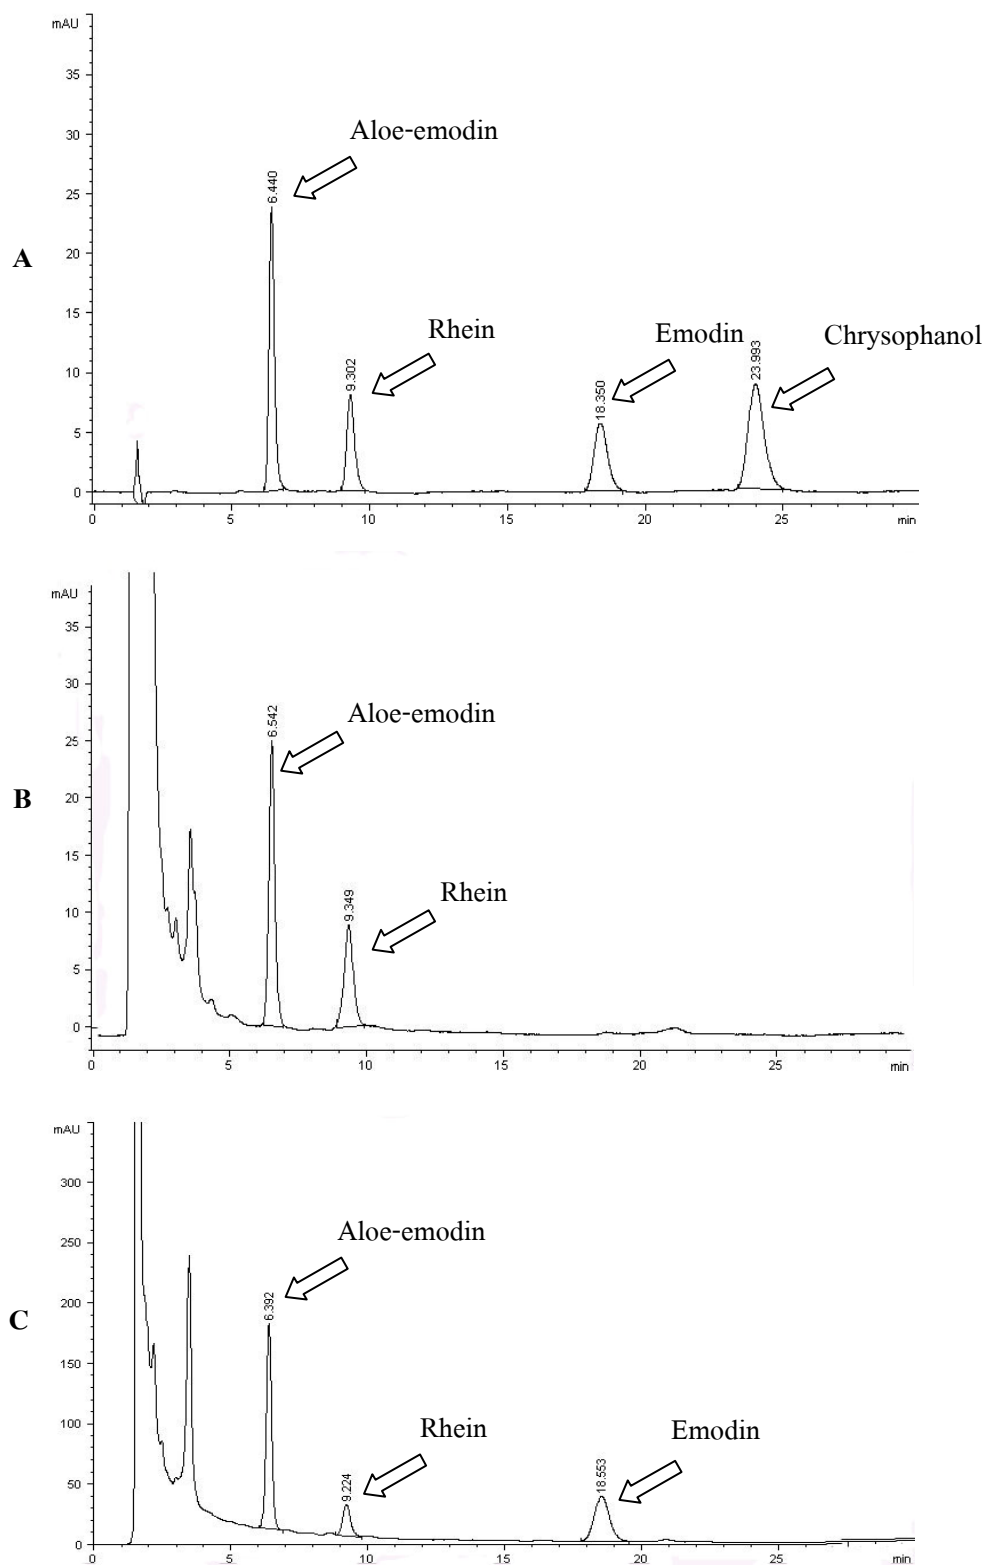 mAU
35
30
25
20
15
10
5
0
A
Aloe-emodin
6.440
Rhein
9.302
Emodin
18.350
Chrysophanol
23.993
0 5 10 15 20 25 min
mAU
35
30
25
20
15
10
5
0
B
Aloe-emodin
6.542
Rhein
9.349
0 5 10 15 20 25 min
mAU
300
250
200
150
100
50
0
C
Aloe-emodin
6.392
Rhein
9.224
Emodin
18.553
0 5 10 15 20 25 min